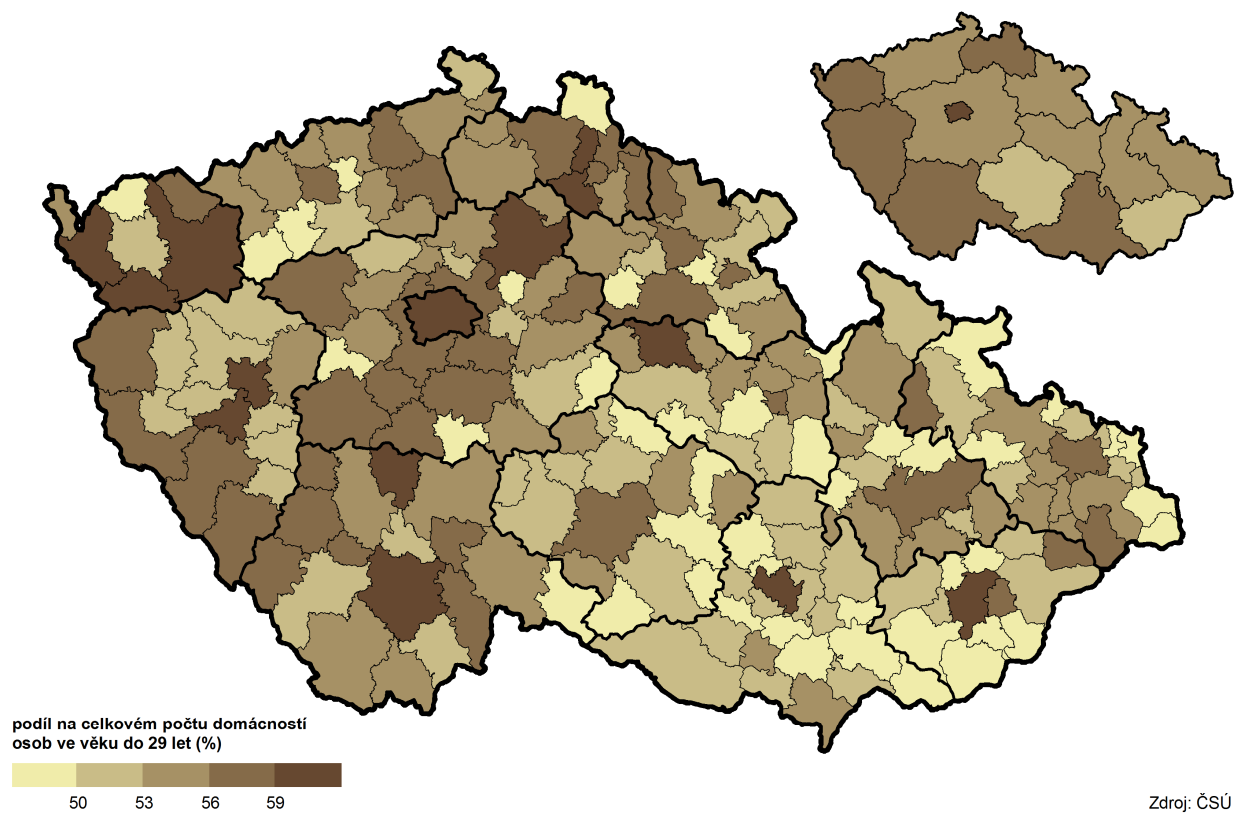 podíl na celkovém počtu domácností
osob ve věku do 29 let (%)
50 53 56 59
Zdroj: ČSÚ